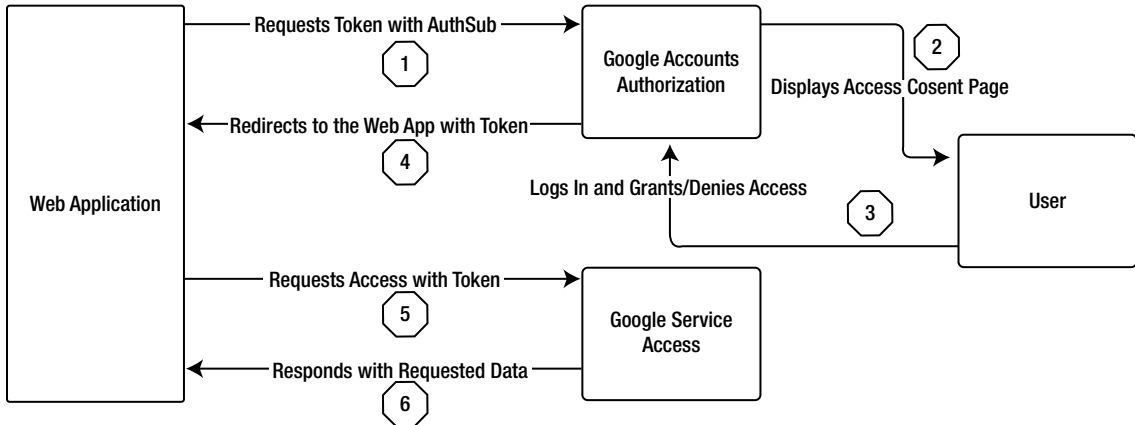 Requests Token with AuthSub
1
Google Accounts
Authorization
2
Displays Access Cosent Page
Redirects to the Web App with Token
4
Logs In and Grants/Denies Access
3
User
Web Application
Requests Access with Token
5
Google Service
Access
Responds with Requested Data
6